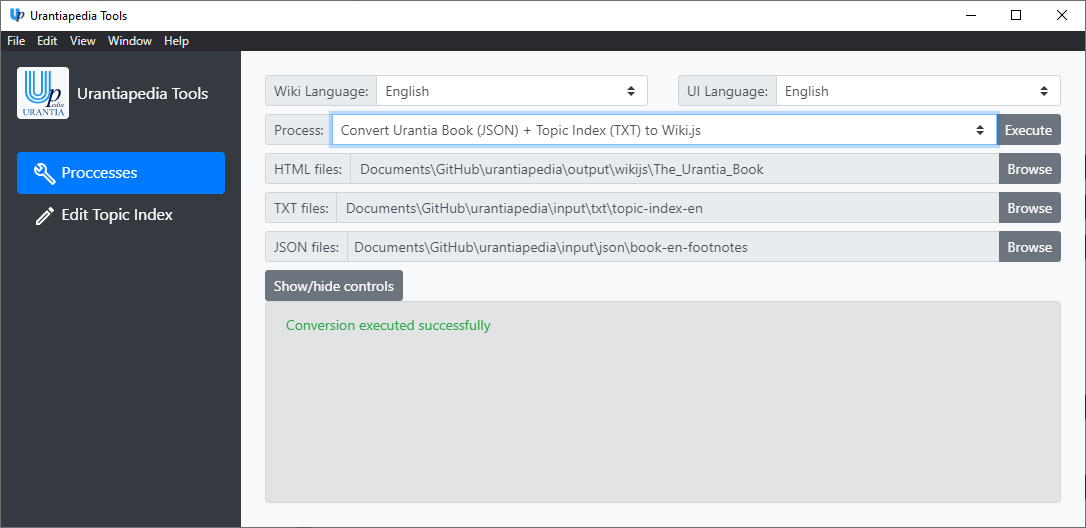 Up Urantiapedia Tools
File Edit View Window Help
Up
pedia
URANTIA
Urantiapedia Tools
Proccesses
Edit Topic Index
Wiki Language: English
UI Language: English
Process: Convert Urantia Book (JSON) + Topic Index (TXT) to Wiki.js Execute
HTML files: Documents\GitHub\urantiapedia\output\wikijs\The_Urantia_Book Browse
TXT files: Documents\GitHub\urantiapedia\input\txt\topic-index-en Browse
JSON files: Documents\GitHub\urantiapedia\input\json\book-en-footnotes Browse
Show/hide controls
Conversion executed successfully